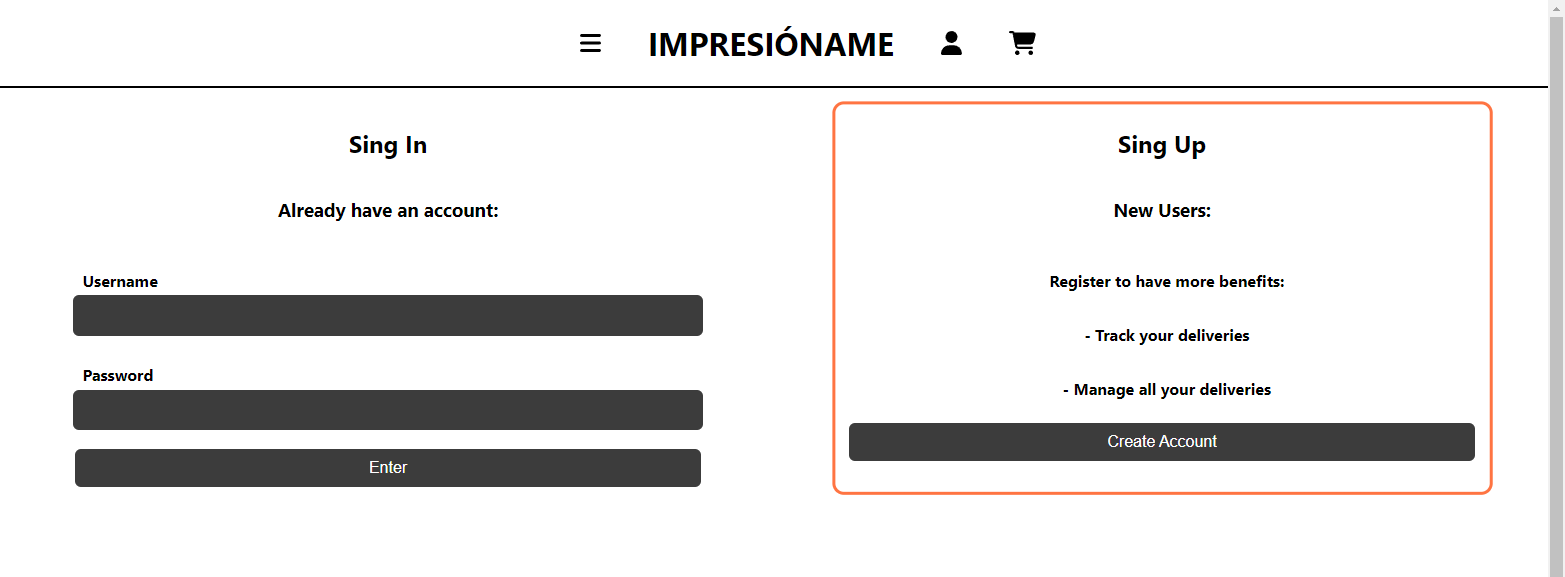 IMPRESIÓNAME
Sing In
Already have an account:
Username
Password
Enter
Sing Up
New Users:
Register to have more benefits:
- Track your deliveries
- Manage all your deliveries
Create Account